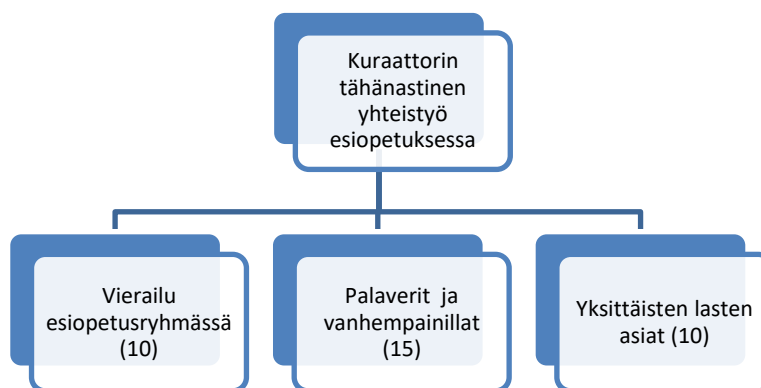 Kuraattorin
tähänastinen
yhteistyö
esiopetuksessa
Vierailu
esiopetusryhmässä
(10)
Palaverit ja
vanhempainillat
(15)
Yksittäisten lasten
asiat (10)